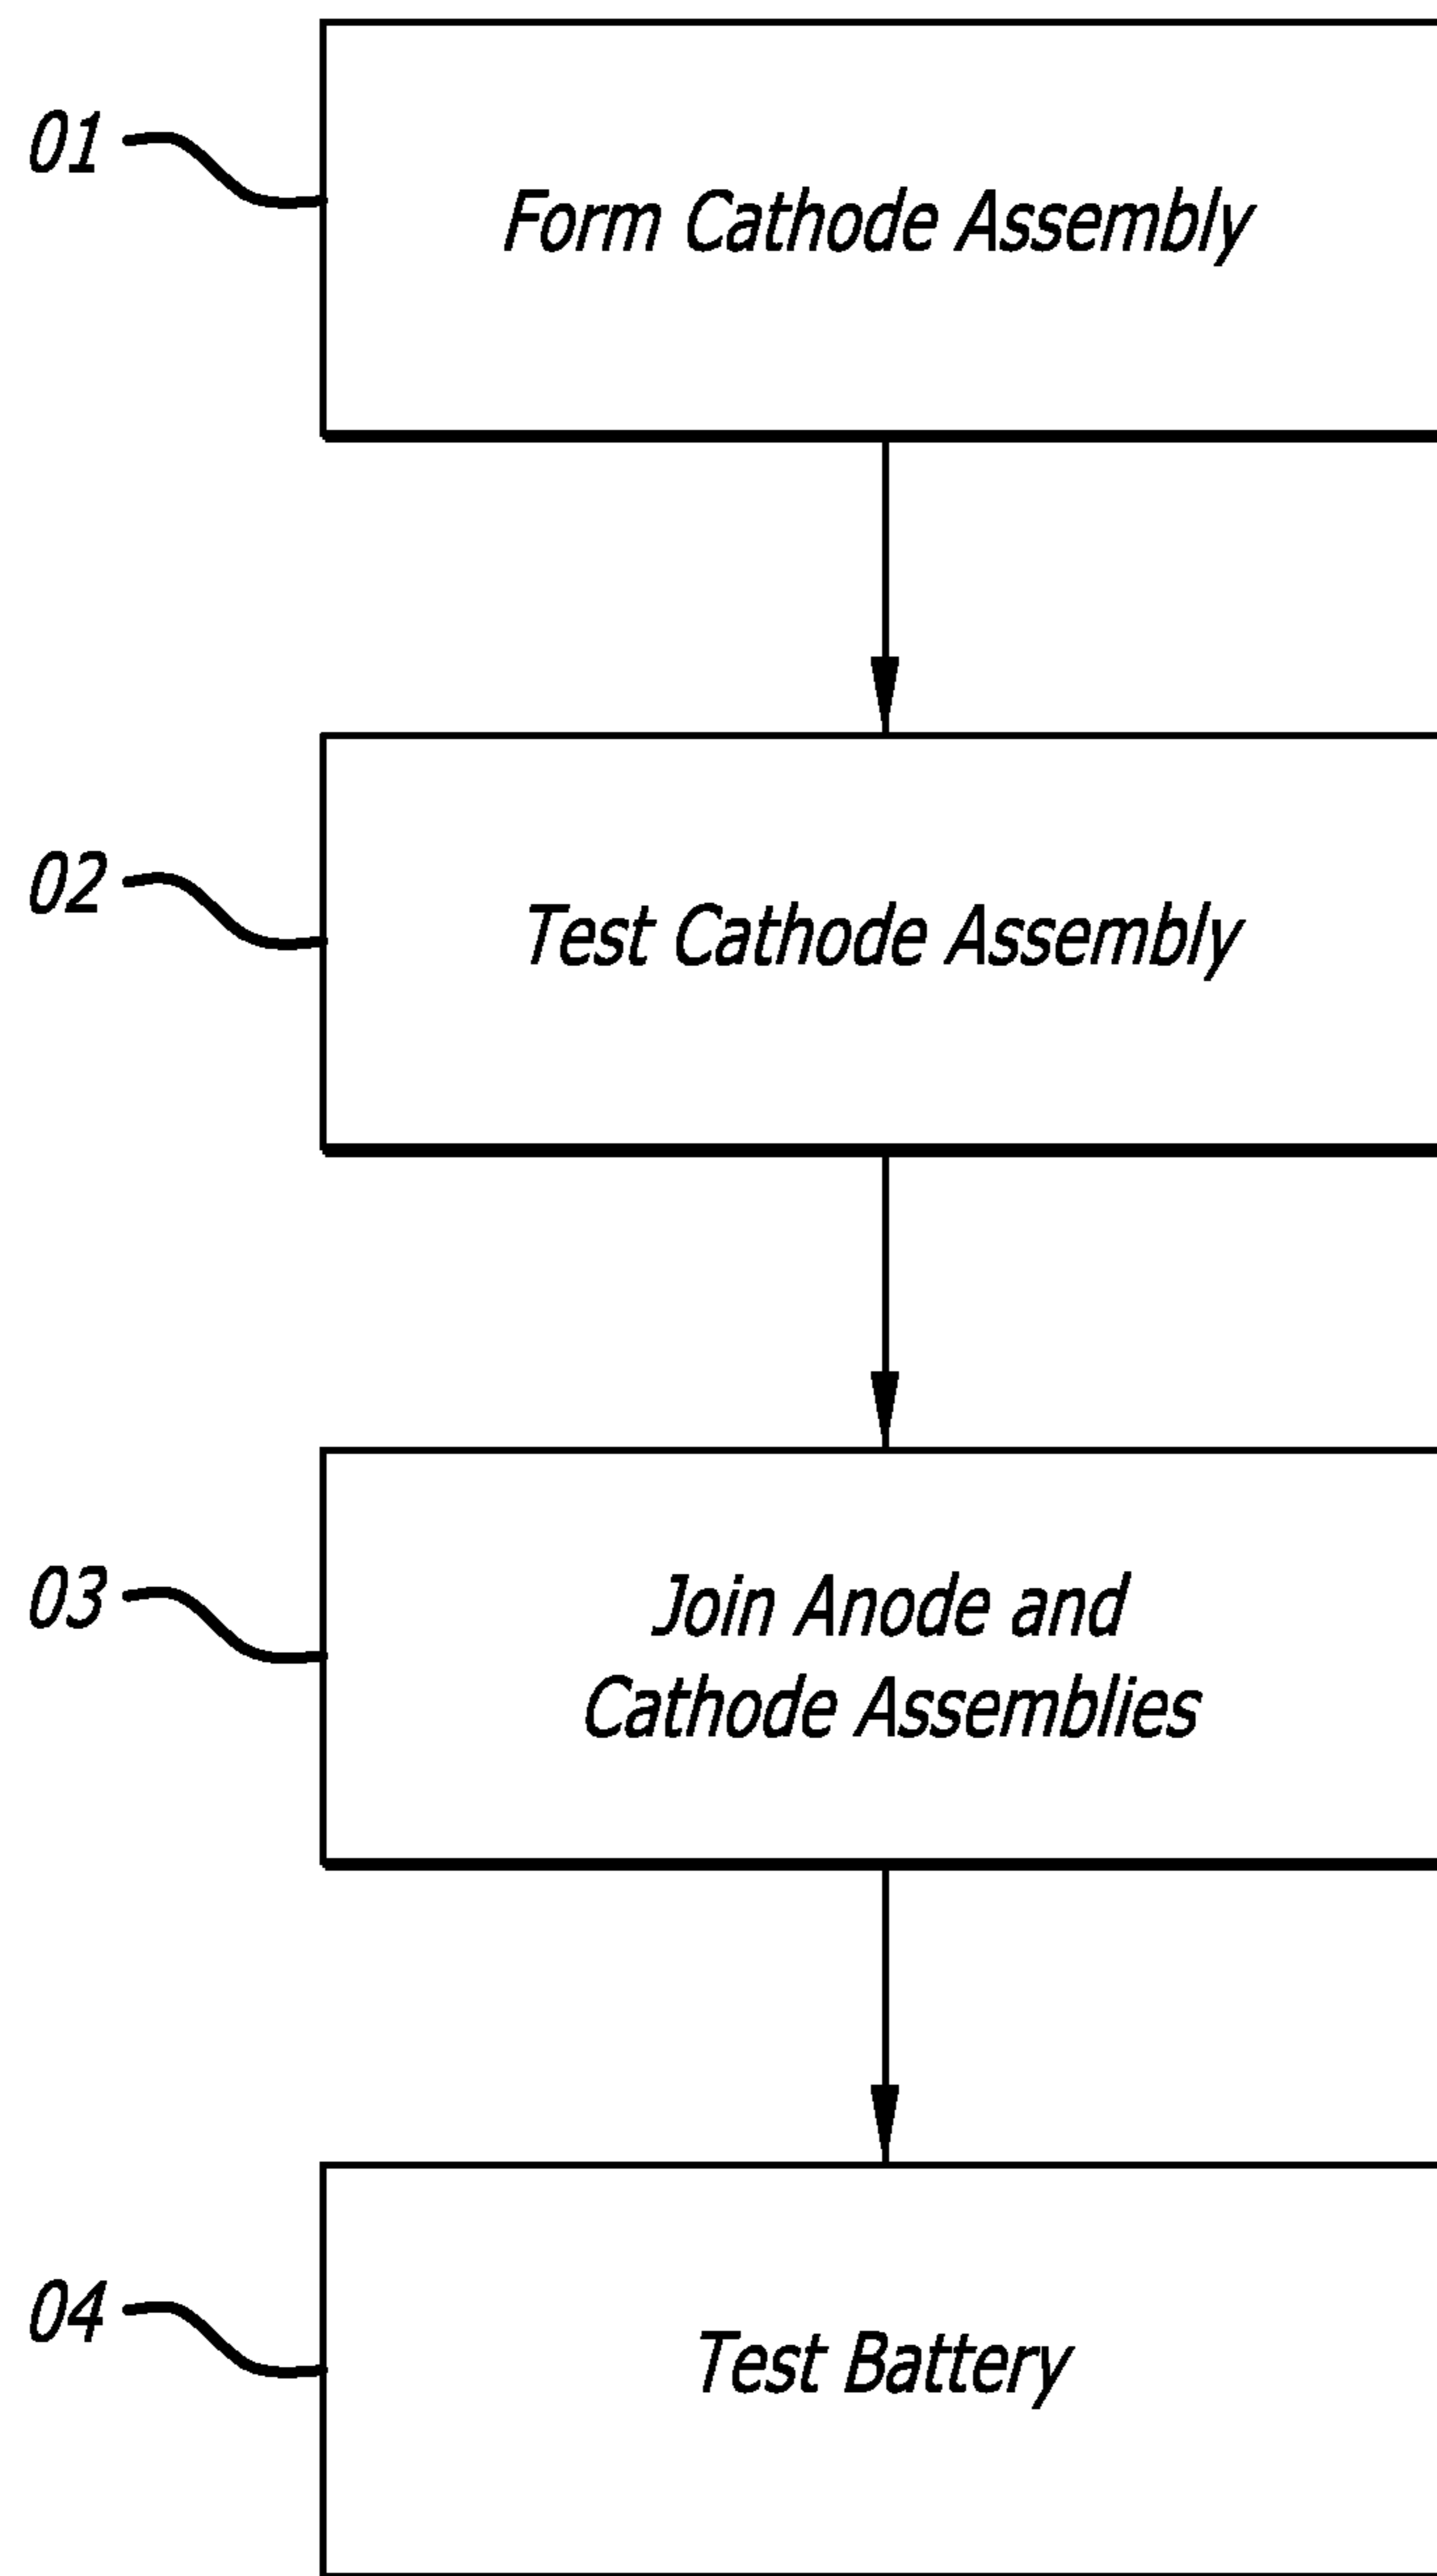 01
Form Cathode Assembly
02
Test Cathode Assembly
03
Join Anode and
Cathode Assemblies
04
Test Battery